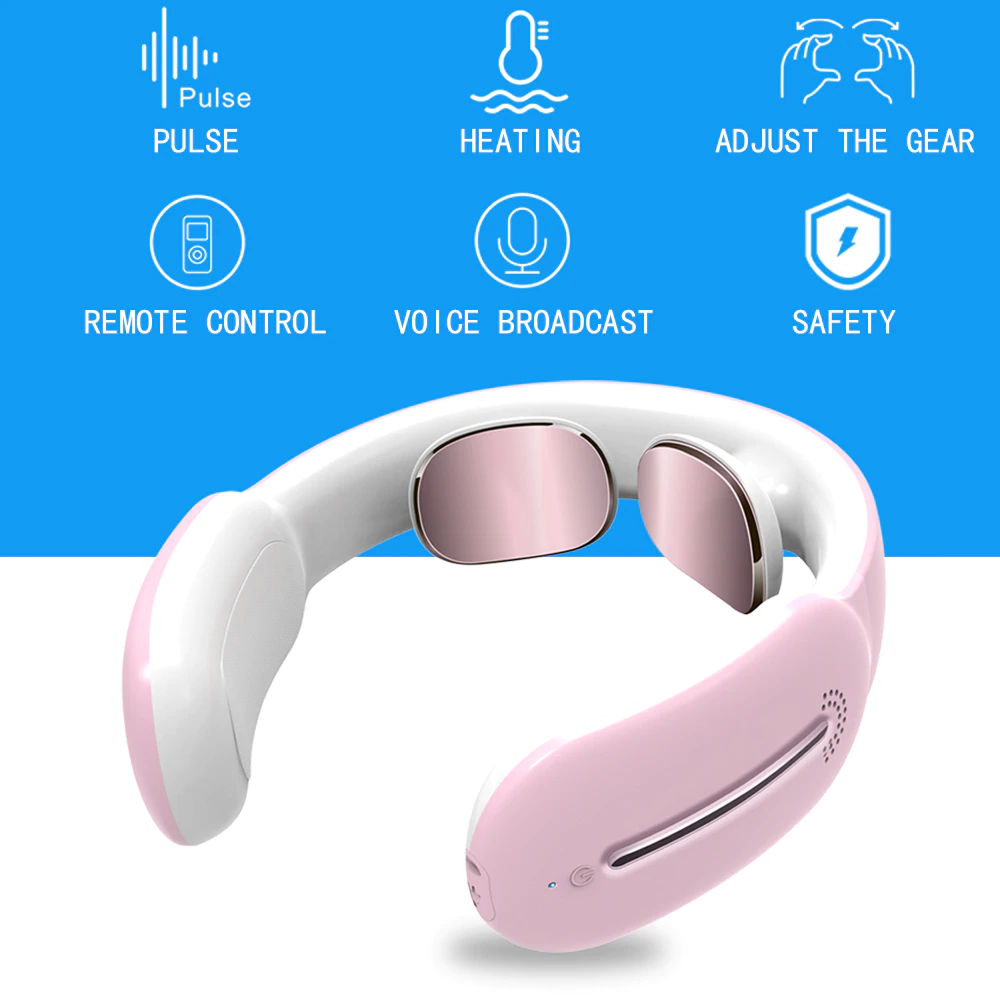 Pulse
PULSE
HEATING
ADJUST THE GEAR
REMOTE CONTROL
VOICE BROADCAST
SAFETY